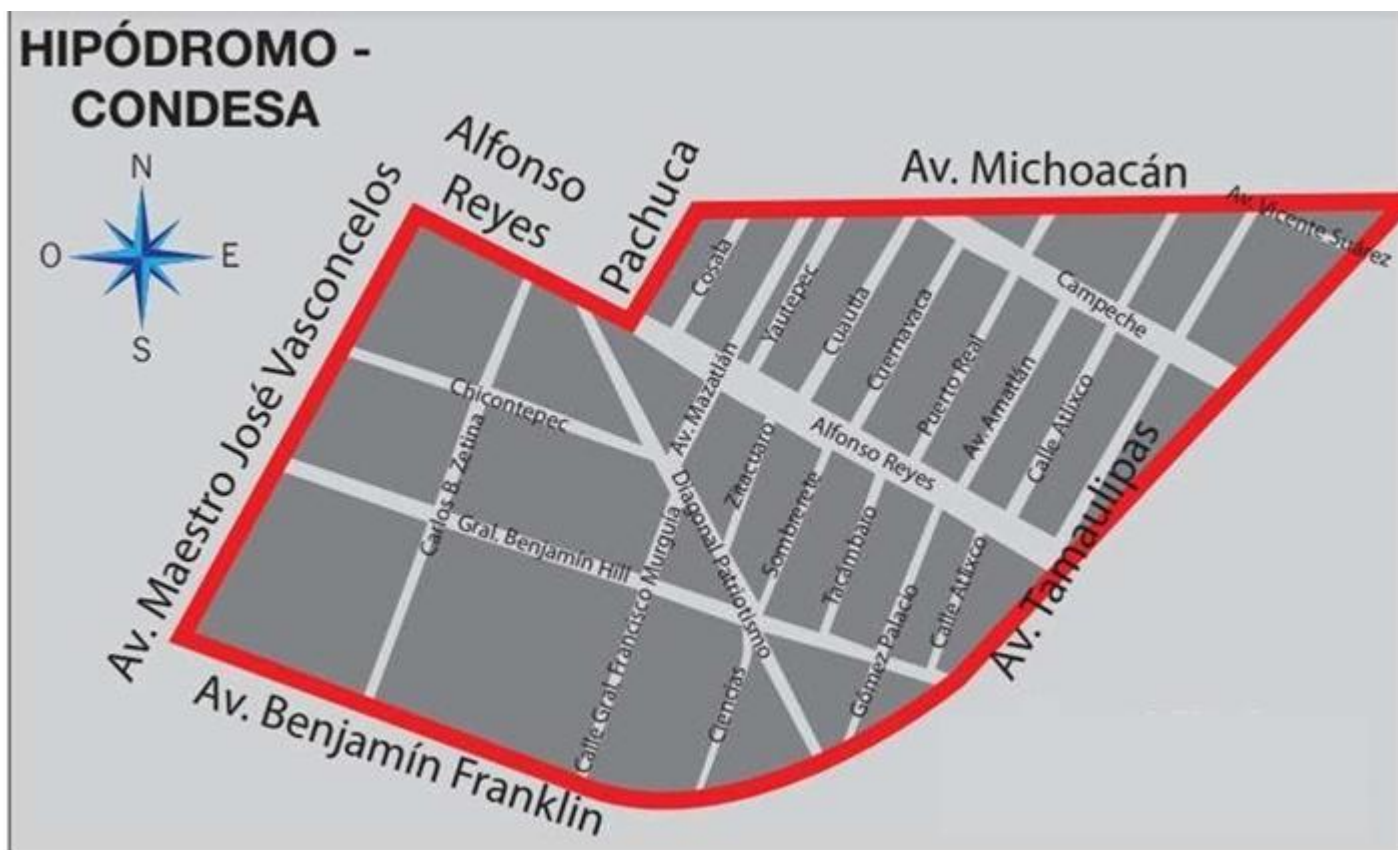 HIPÓDROMO -
CONDESA
N
O
E
S
Alfonso
Reyes
Pachuca
Av. Michoacán
Av. Vicente Suárez
Av. Maestro José Vasconcelos
Cosala
Yautepec
Cuautla
Cuernavaca
Campeche
Av. Mazatlán
Puerto Real
Av. Amatlán
Calle Atlixco
Chicontepec
Carlos B. Zetina
Alfonso Reyes
Zitacuaro
Diagonal Patriotismo
Sombrerete
Tacámbaro
Gral. Benjamín Hill
Calle Gral. Francisco Murguía
Ciencias
Gómez Palacio
Calle Atlixco
Av. Tamaulipas
Av. Benjamín Franklin